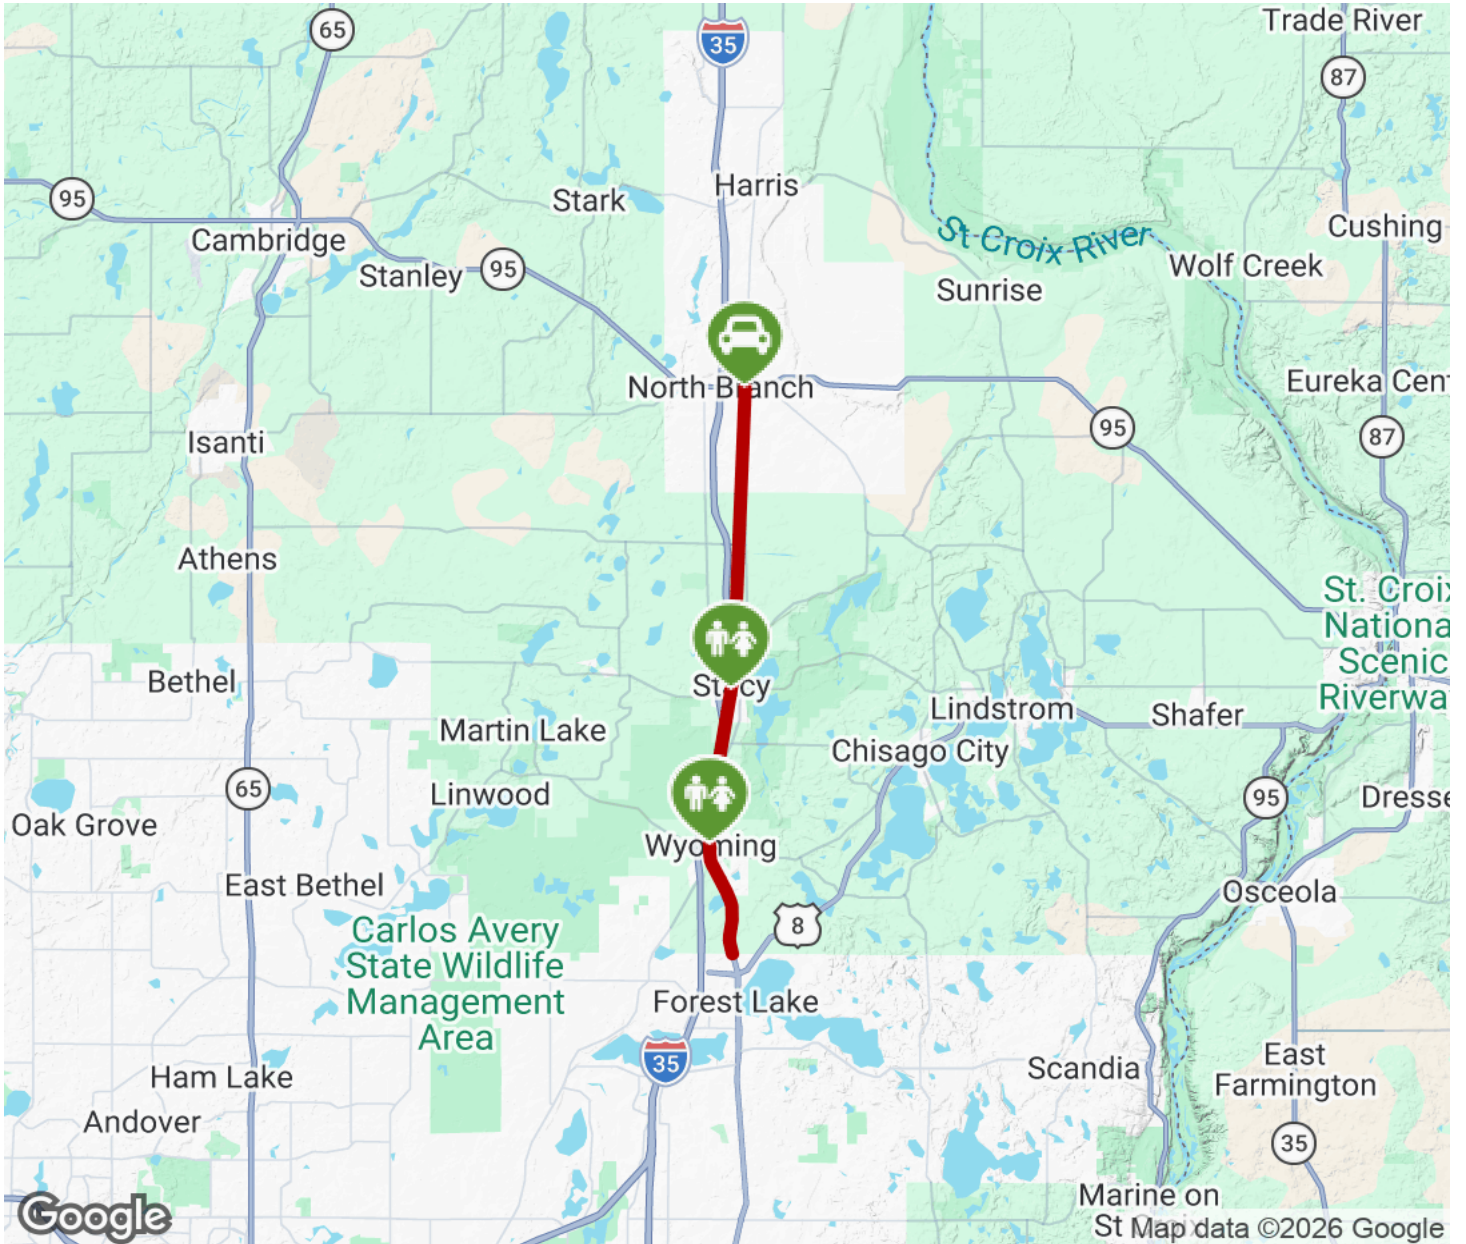 65
35
Trade River
87
95
Harris
Stark
Cambridge
Cushing
St Croix River
Stanley
95
Wolf Creek
Sunrise
North Branch
Eureka Cent
Isanti
95
87
Athens
St. Croix
Nationa
Scenic
Riverwa
Bethel
Stacy
Martin Lake
Lindstrom
Shafer
Chisago City
65
Linwood
95
Dresse
Oak Grove
Wyoming
East Bethel
Osceola
8
Carlos Avery
State Wildlife
Management
Area
Forest Lake
35
Scandia
East
Farmington
Ham Lake
Andover
35
Marine on
St Croix
Google
Map data ©2026 Google